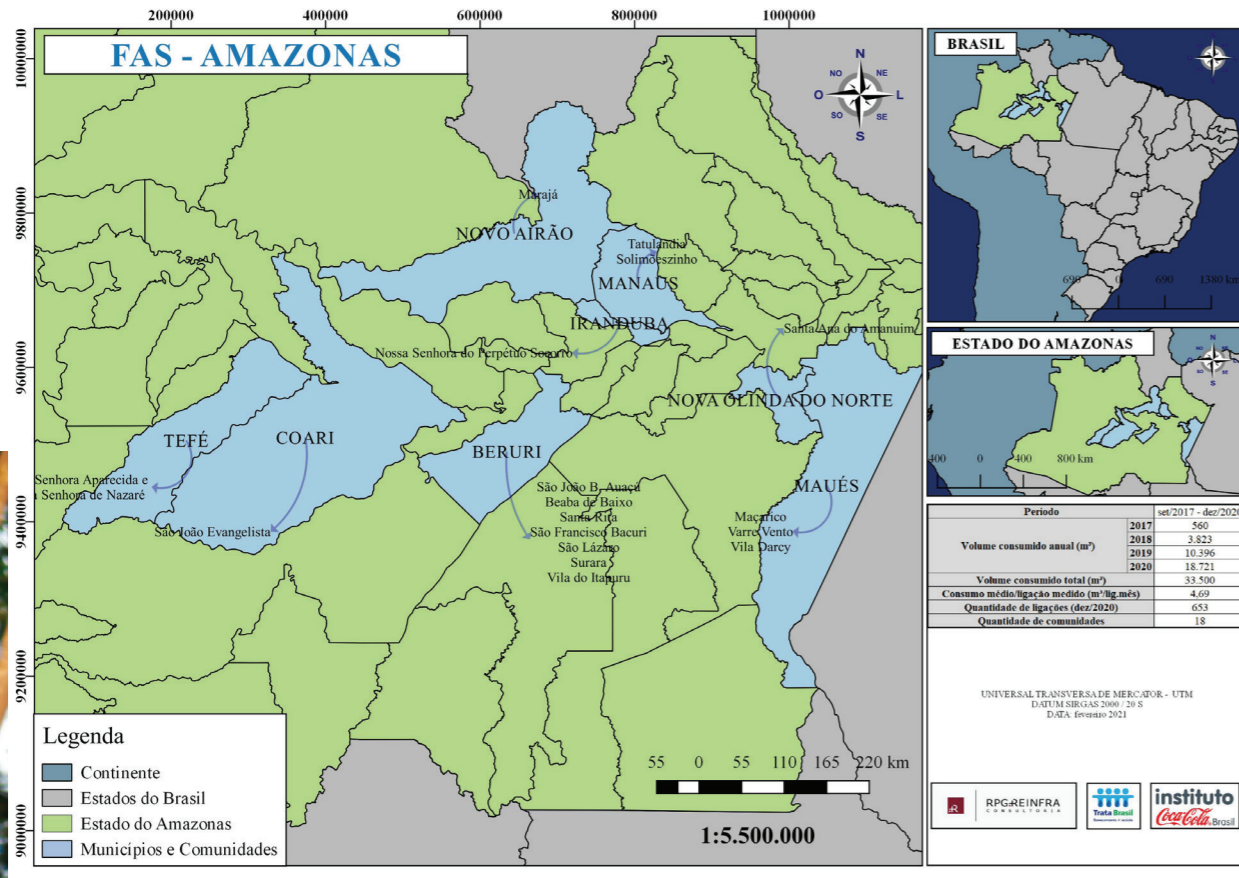 200000 400000 600000 800000 1000000
FAS - AMAZONAS
N
NO NE
O L
SO SE
S
10000000
9800000
9600000
9400000
9200000
9000000
Marajá
NOVO AIRÃO
Tatulândia
Solimõeszinho
MANAUS
IRANDUBA
Santa Ana do Amanuim
Nossa Senhora do Perpétuo Socorro
NOVA OLINDA DO NORTE
TEFÉ
COARI
BERURI
MAUÉS
Senhora Aparecida e
a Senhora de Nazaré
São João Evangelista
São João B. Auaçú
Beaba de Baixo
Santa Rita
São Francisco Bacuri
São Lázaro
Surara
Vila do Itapuru
Maçarico
Varre Vento
Vila Darcy
Legenda
Continente
Estados do Brasil
Estado do Amazonas
Municípios e Comunidades
55 0 55 110 165 220 km
1:5.500.000
BRASIL
690 0 690 1380 km
ESTADO DO AMAZONAS
N
NO NE
O L
SO SE
S
400 0 400 800 km
Período set/2017 - dez/2020
Volume consumido anual (m³)
2017 560
2018 3.823
2019 10.396
2020 18.721
Volume consumido total (m³) 33.500
Consumo médio/ligação medido (m³/lig.mês) 4,69
Quantidade de ligações (dez/2020) 653
Quantidade de comunidades 18
UNIVERSAL TRANSVERSA DE MERCATOR - UTM
DATUM SIRGAS 2000 / 20 S
DATA: fevereiro 2021
RPG&REINFRA
CONSULTORIA
Trata Brasil
instituto
Coca-Cola Brasil